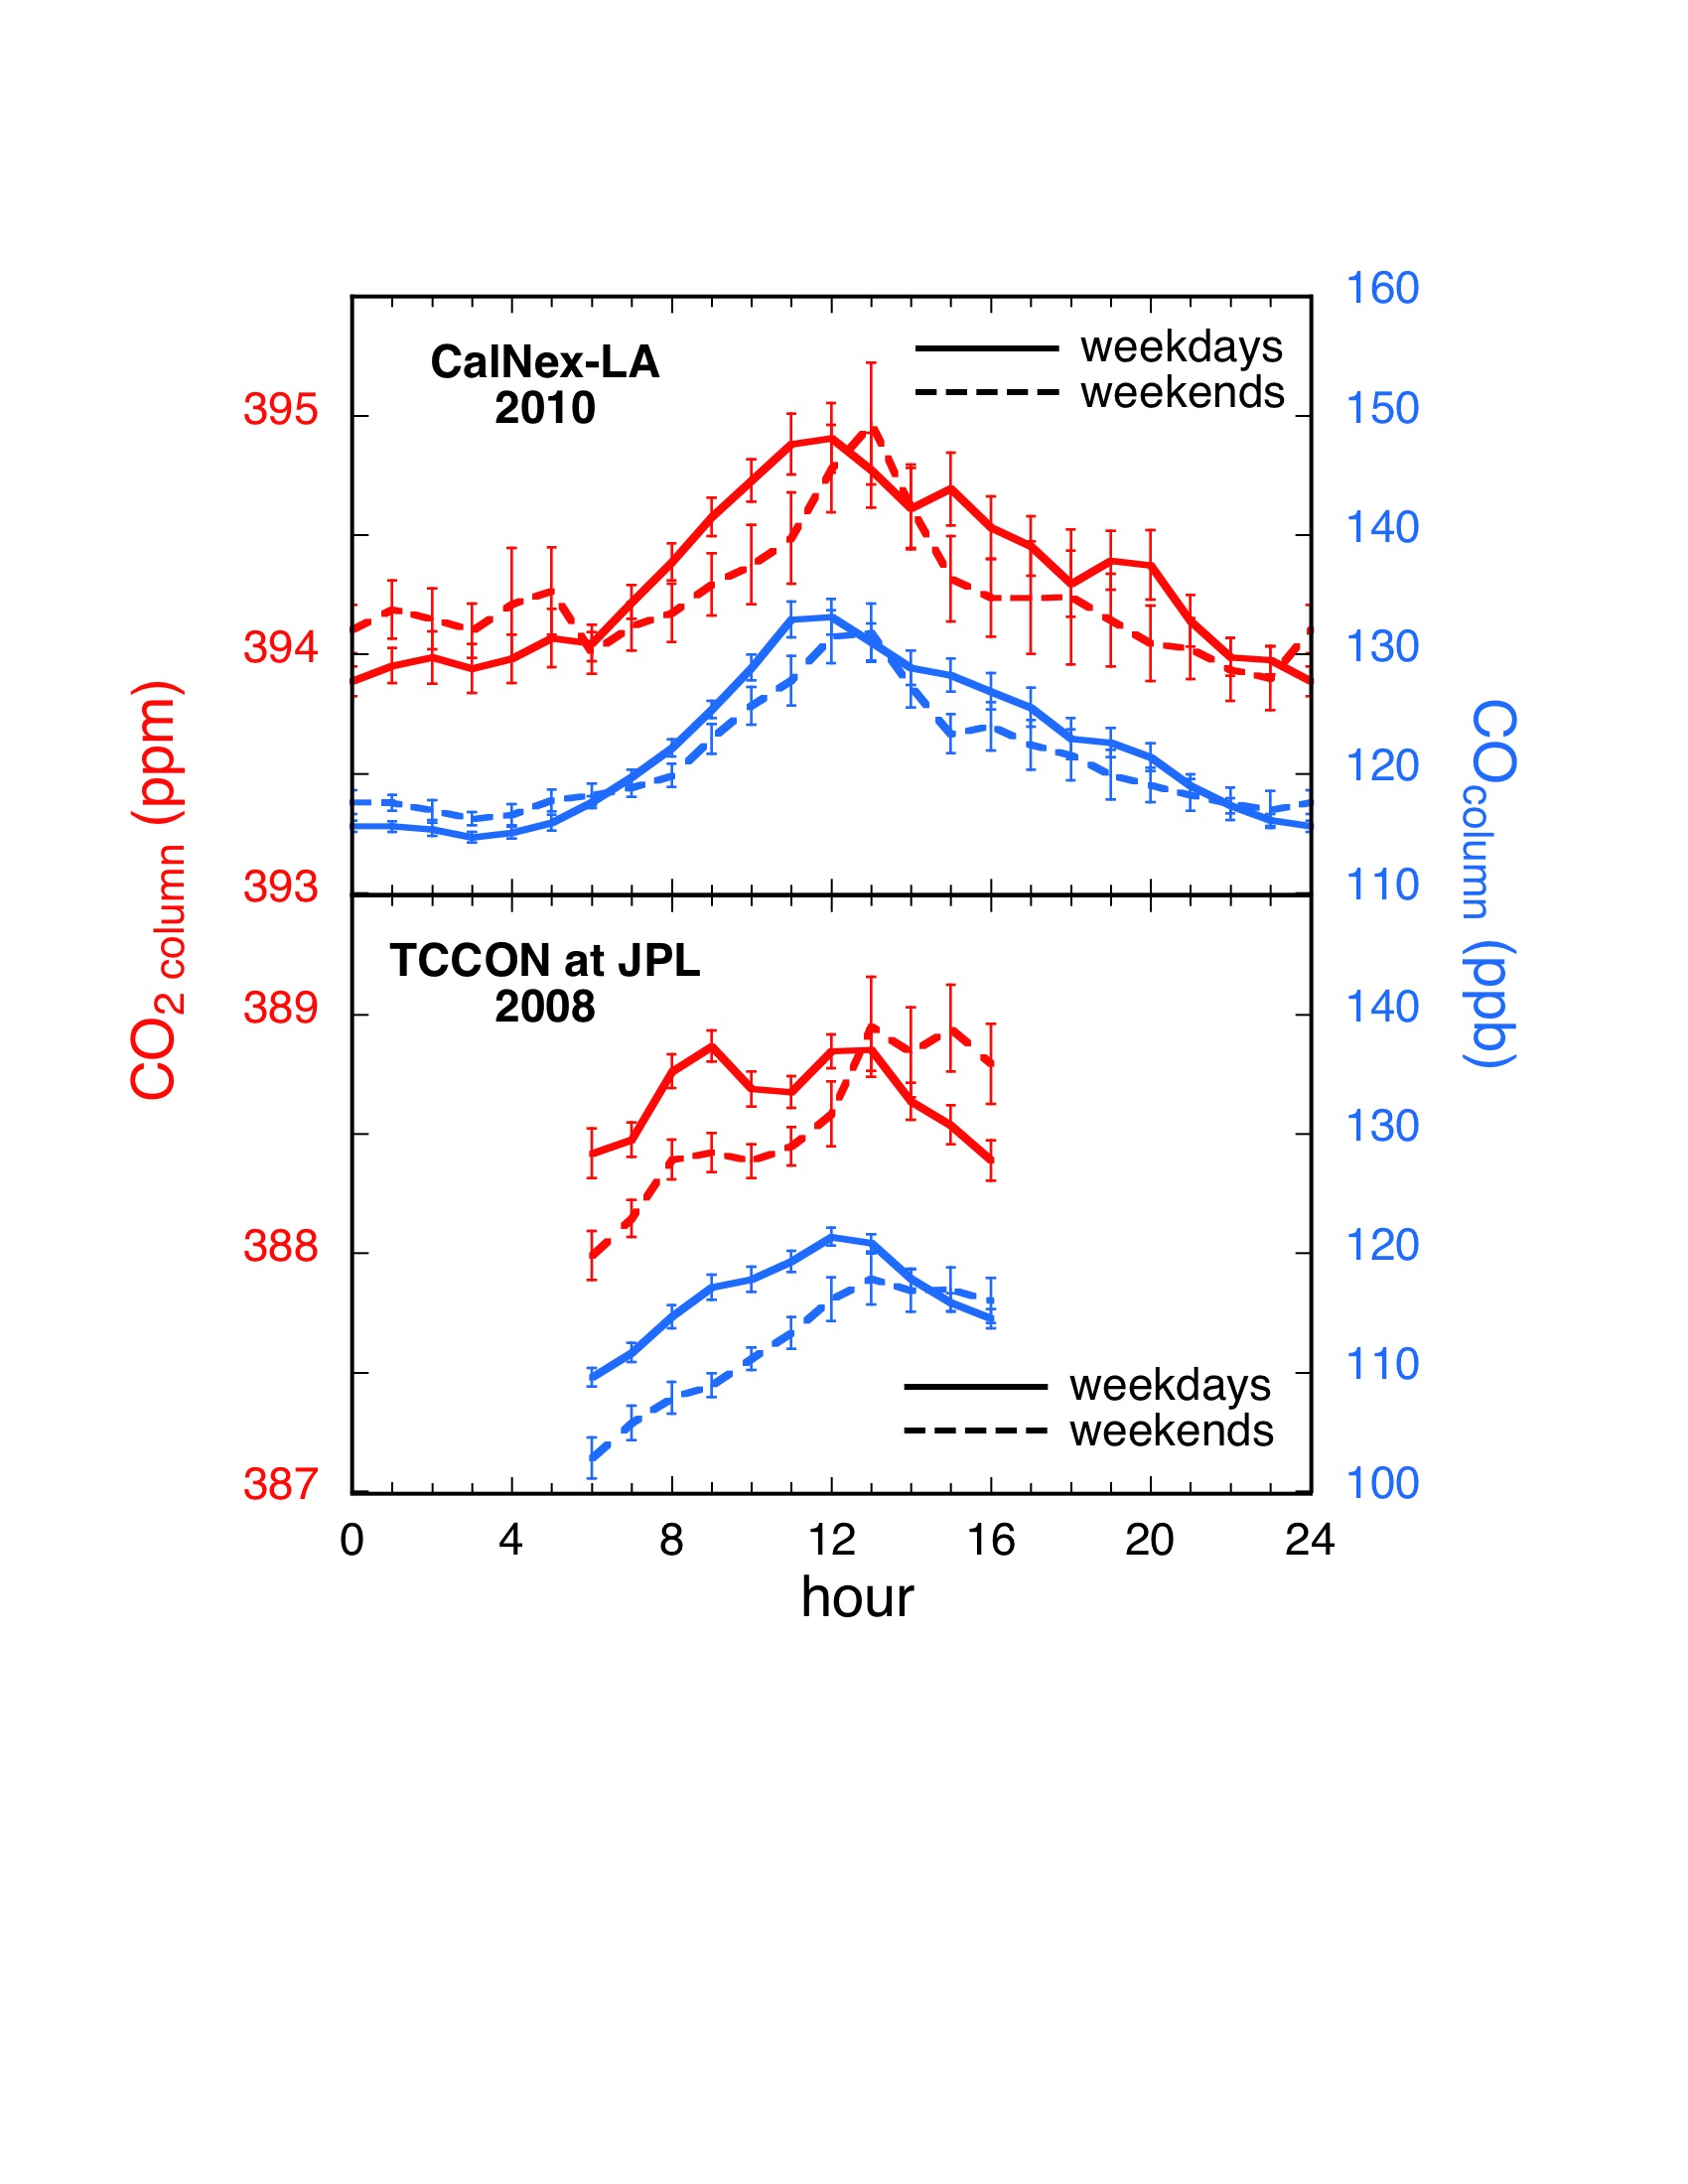 160
CalNex-LA
2010
weekdays
weekends
395
150
140
394
130
120
393
110
CO2 column (ppm)
COcolumn (ppb)
TCCON at JPL
2008
389
140
130
388
120
110
weekdays
weekends
387
100
0 4 8 12 16 20 24
hour